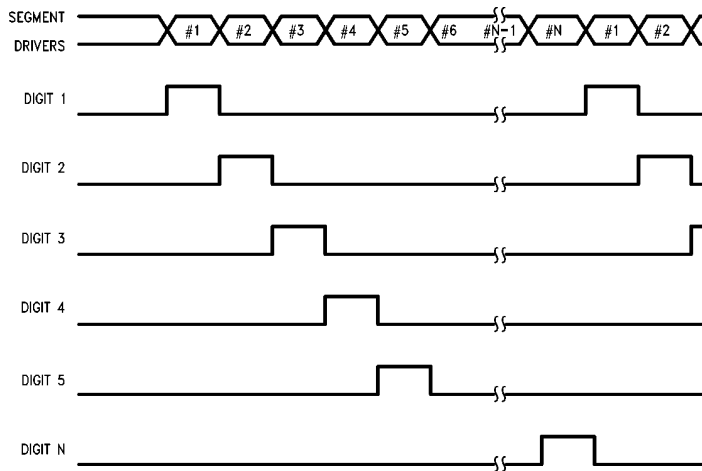 SEGMENT
DRIVERS
#1 #2 #3 #4 #5 #6 #N-1 #N #1 #2
DIGIT 1
DIGIT 2
DIGIT 3
DIGIT 4
DIGIT 5
DIGIT N